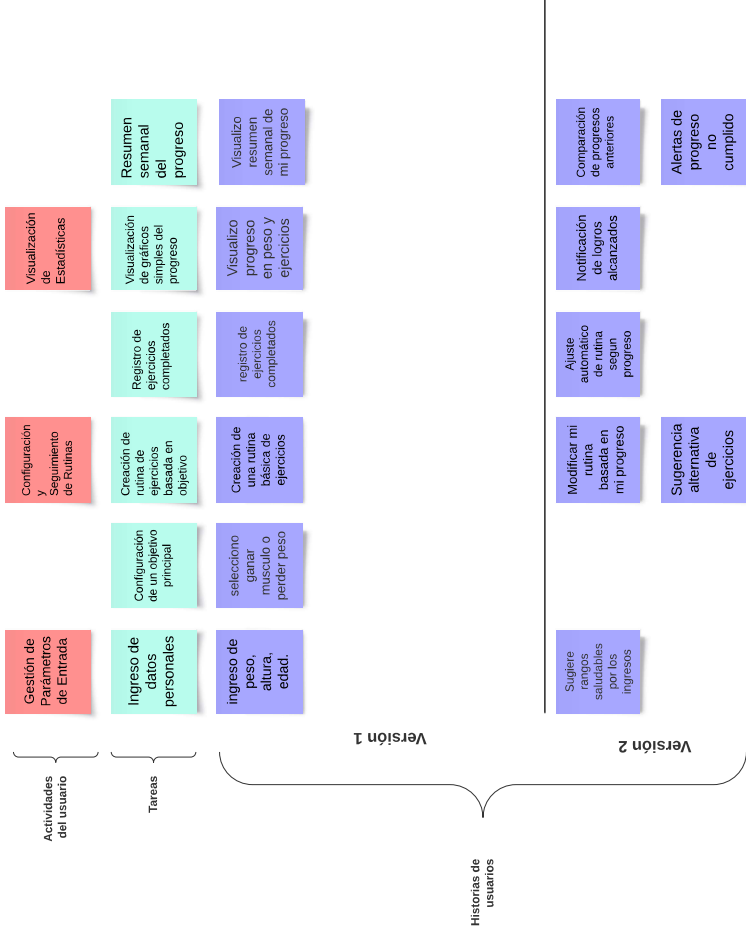 Actividades
del usuario
Gestión de
Parámetros
de Entrada
Configuración
y
Seguimiento
de Rutinas
Visualización
de
Estadísticas
Tareas
Ingreso de
datos
personales
Configuración
de un objetivo
principal
Creación de
rutina de
ejercicios
basada en
objetivo
Registro de
ejercicios
completados
Visualización
de gráficos
simples del
progreso
Resumen
semanal
del
progreso
Historias de
usuarios
Versión 1
ingreso de
peso,
altura,
edad.
selecciono
ganar
musculo o
perder peso
Creación de
una rutina
básica de
ejercicios
registro de
ejercicios
completados
Visualizo
progreso
en peso y
ejercicios
Visualizo
resumen
semanal de
mi progreso
Versión 2
Sugiere
rangos
saludables
por los
ingresos
Modificar mi
rutina
basada en
mi progreso
Ajuste
automático
de rutina
segun
progreso
Notificación
de logros
alcanzados
Comparación
de progresos
anteriores
Sugerencia
alternativa
de
ejercicios
Alertas de
progreso
no
cumplido